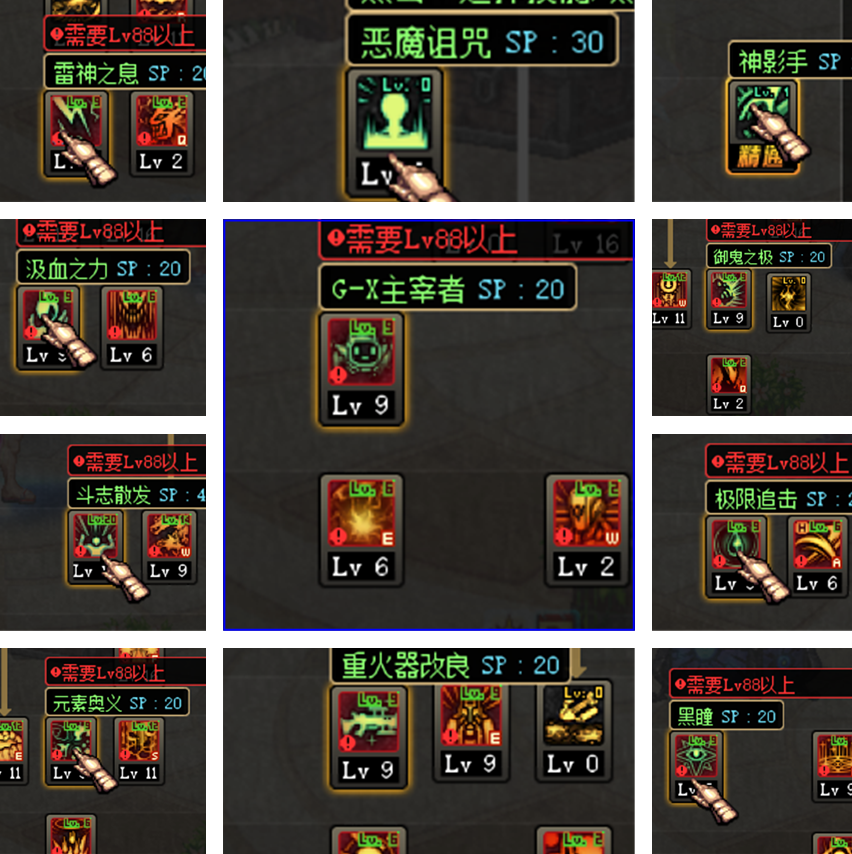 需要Lv88以上
雷神之息 SP : 20
Lv 2
恶魔诅咒 SP : 30
神影手 SP
精通
需要Lv88以上
汲血之力 SP : 20
Lv 6
需要Lv88以上
Lv 16
G-X主宰者 SP : 20
Lv 9
Lv 6
Lv 2
需要Lv88以上
御鬼之极 SP : 20
Lv 11
Lv 9
Lv 0
Lv 2
需要Lv88以上
斗志散发 SP : 4
Lv 9
需要Lv88以上
极限追击 SP :
Lv 6
需要Lv88以上
元素奥义 SP : 20
11
Lv 11
重火器改良 SP : 20
Lv 9
Lv 9
Lv 0
需要Lv88以上
黑瞳 SP : 20